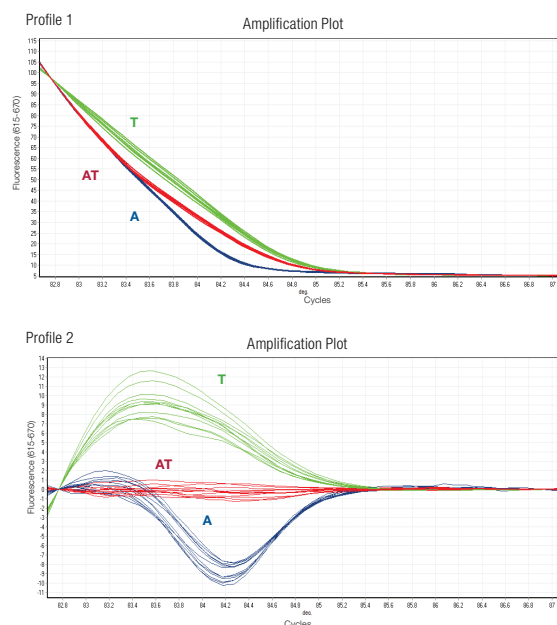 Profile 1
Amplification Plot
115
110
105
100
95
90
85
80
75
70
65
60
55
50
45
40
35
30
25
20
15
10
5
Fluorescence (615-670)
T
AT
A
82.8 83 83.2 83.4 83.6 83.8 84 84.2 84.4 84.6 84.8 85 85.2 85.4 85.6 85.8 86 86.2 86.4 86.6 86.8 87
deg.
Cycles
Profile 2
Amplification Plot
14
13
12
11
10
9
8
7
6
5
4
3
2
1
0
-1
-2
-3
-4
-5
-6
-7
-8
-9
-10
-11
Fluorescence (615-670)
T
AT
A
82.8 83 83.2 83.4 83.6 83.8 84 84.2 84.4 84.6 84.8 85 85.2 85.4 85.6 85.8 86 86.2 86.4 86.6 86.8 87
deg.
Cycles